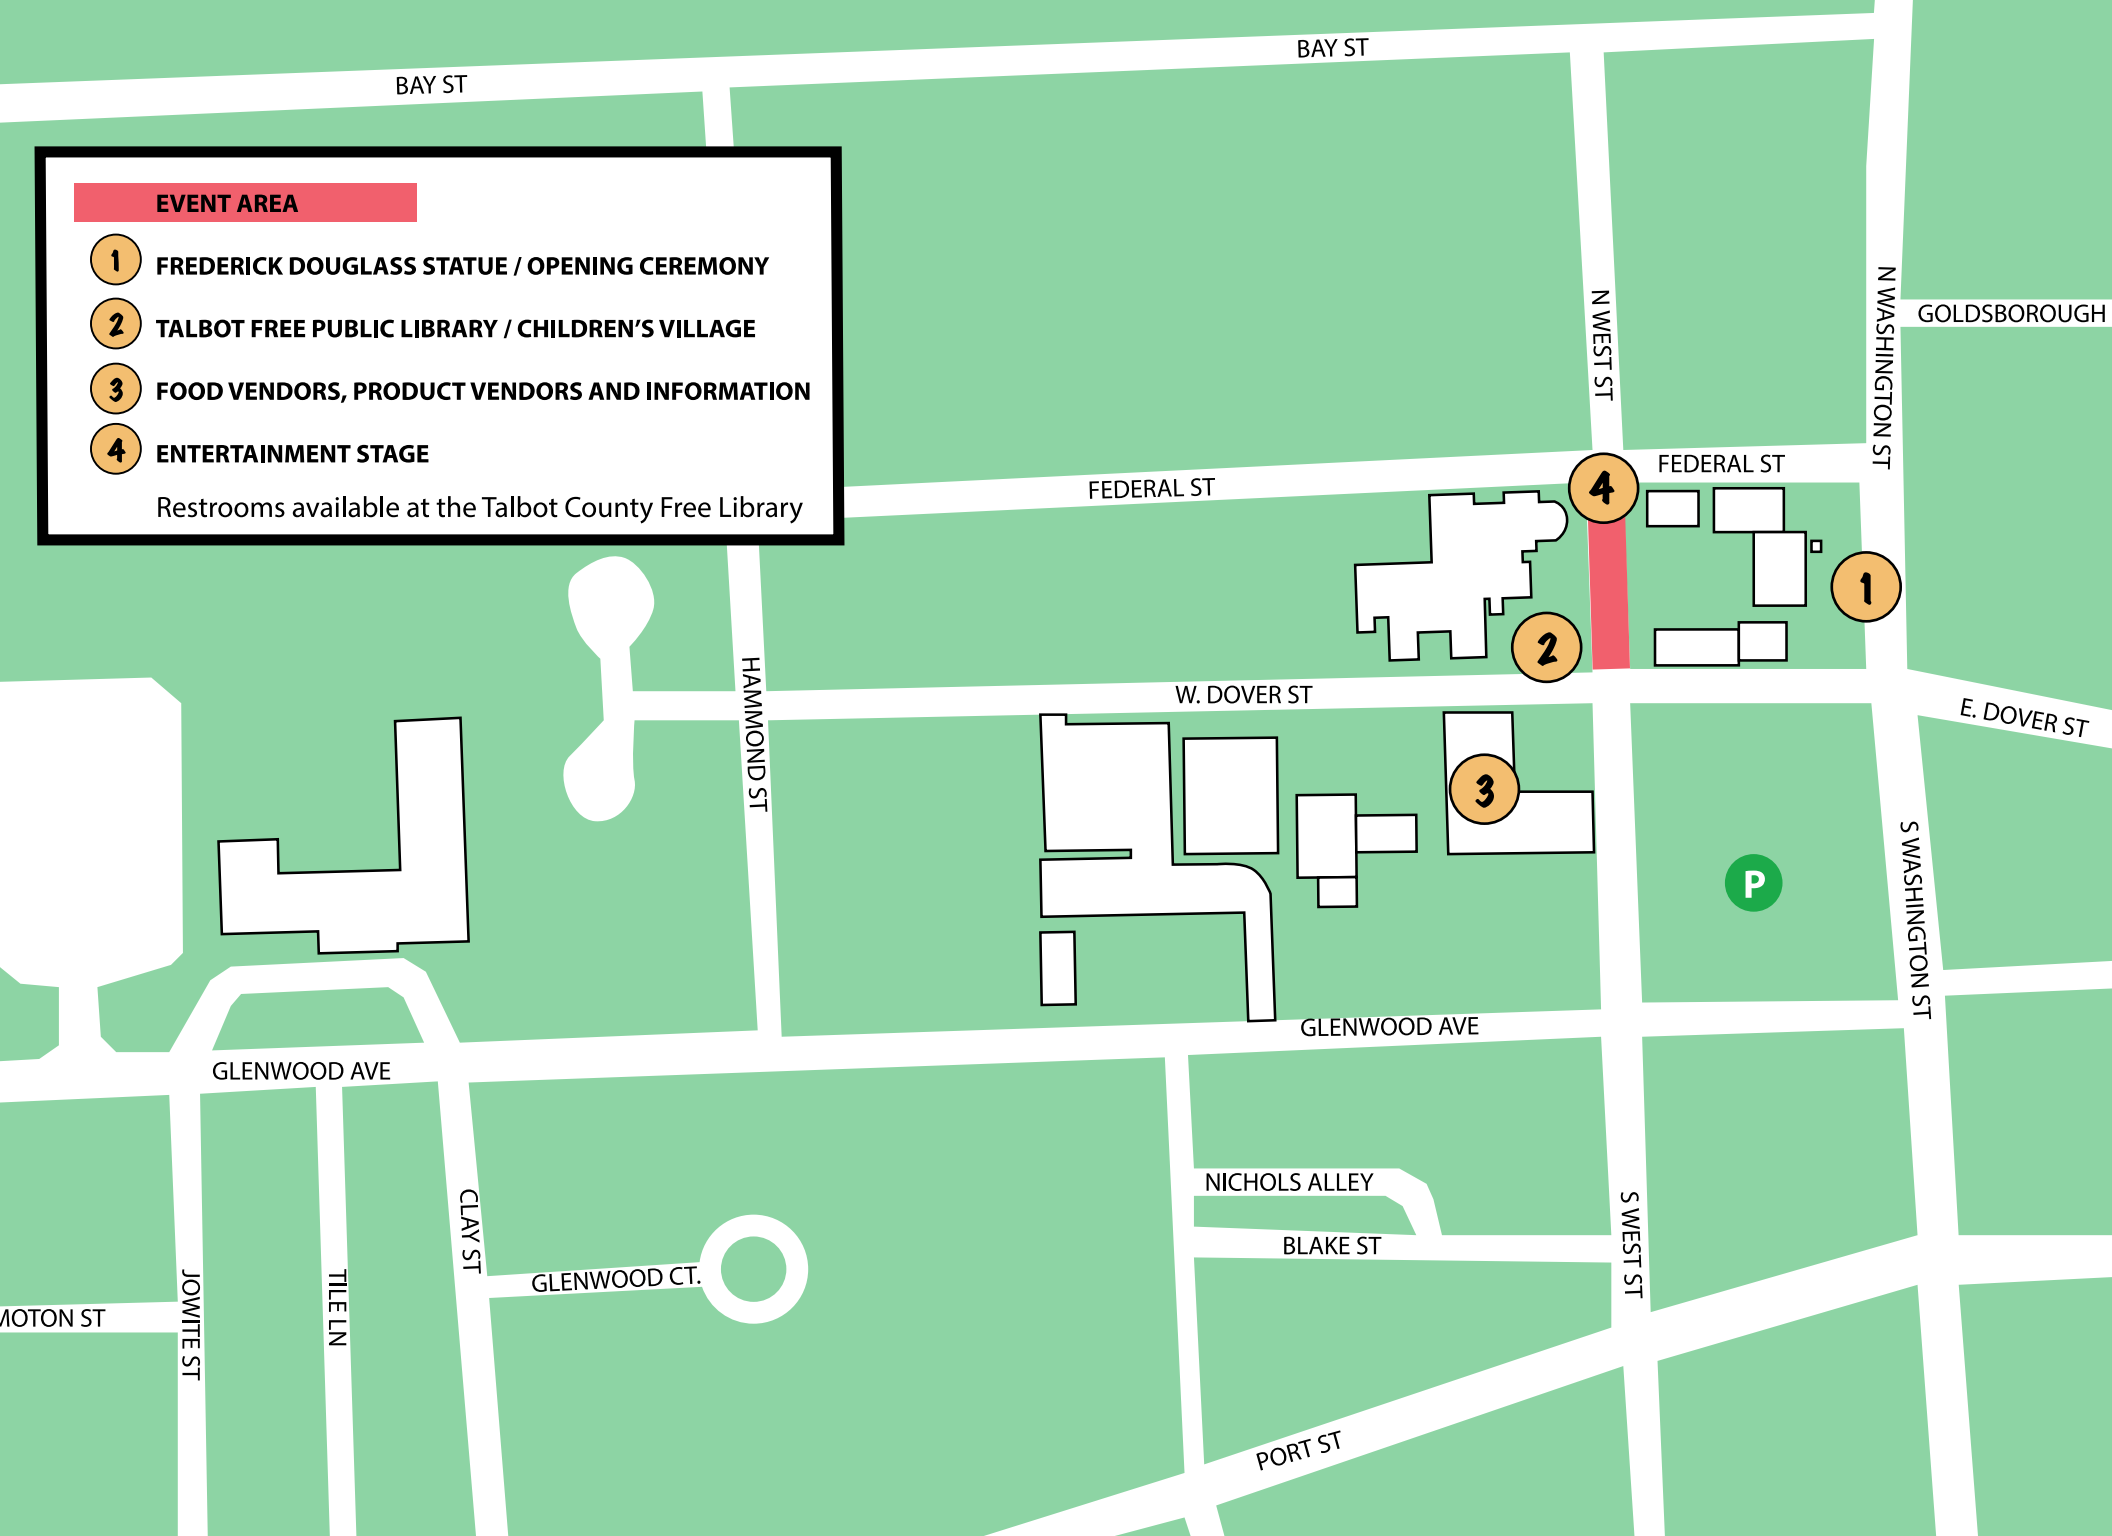 BAY ST
BAY ST
EVENT AREA
1 FREDERICK DOUGLASS STATUE / OPENING CEREMONY
2 TALBOT FREE PUBLIC LIBRARY / CHILDREN'S VILLAGE
3 FOOD VENDORS, PRODUCT VENDORS AND INFORMATION
4 ENTERTAINMENT STAGE
Restrooms available at the Talbot County Free Library
N WEST ST
N WASHINGTON ST
GOLDSBOROUGH
FEDERAL ST
4
FEDERAL ST
1
2
HAMMOND ST
W. DOVER ST
E. DOVER ST
3
P
S WASHINGTON ST
GLENWOOD AVE
GLENWOOD AVE
NICHOLS ALLEY
CLAY ST
S WEST ST
BLAKE ST
GLENWOOD CT.
MOTON ST
JOWITE ST
TILE LN
PORT ST